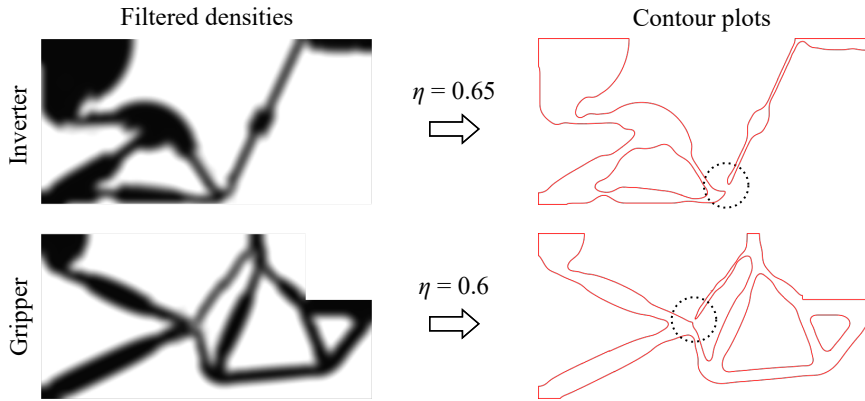 Filtered densities
Contour plots
Inverter
η = 0.65
Gripper
η = 0.6